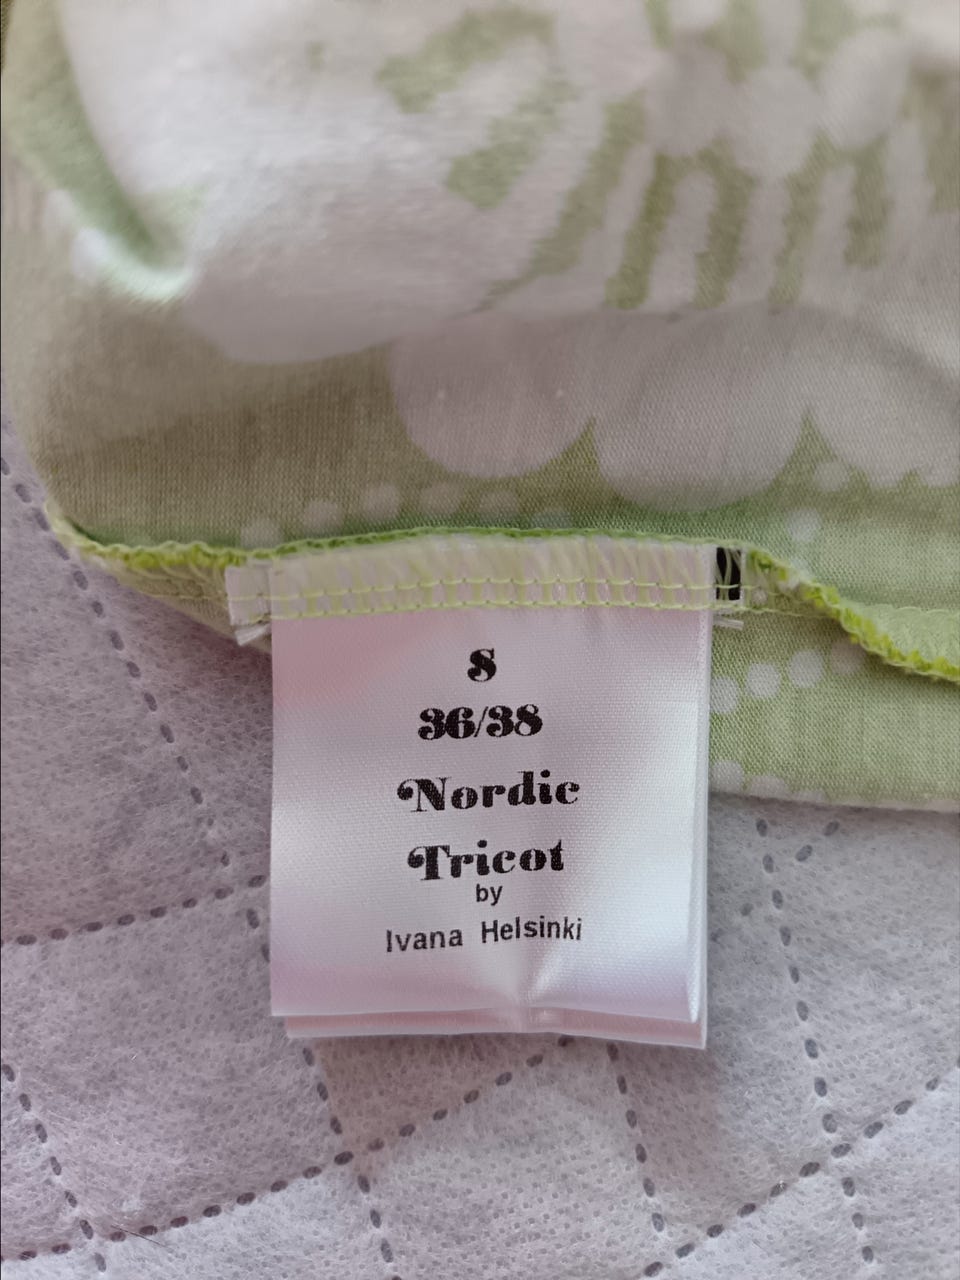 S
36/38
Nordic
Tricot
by
Ivana Helsinki